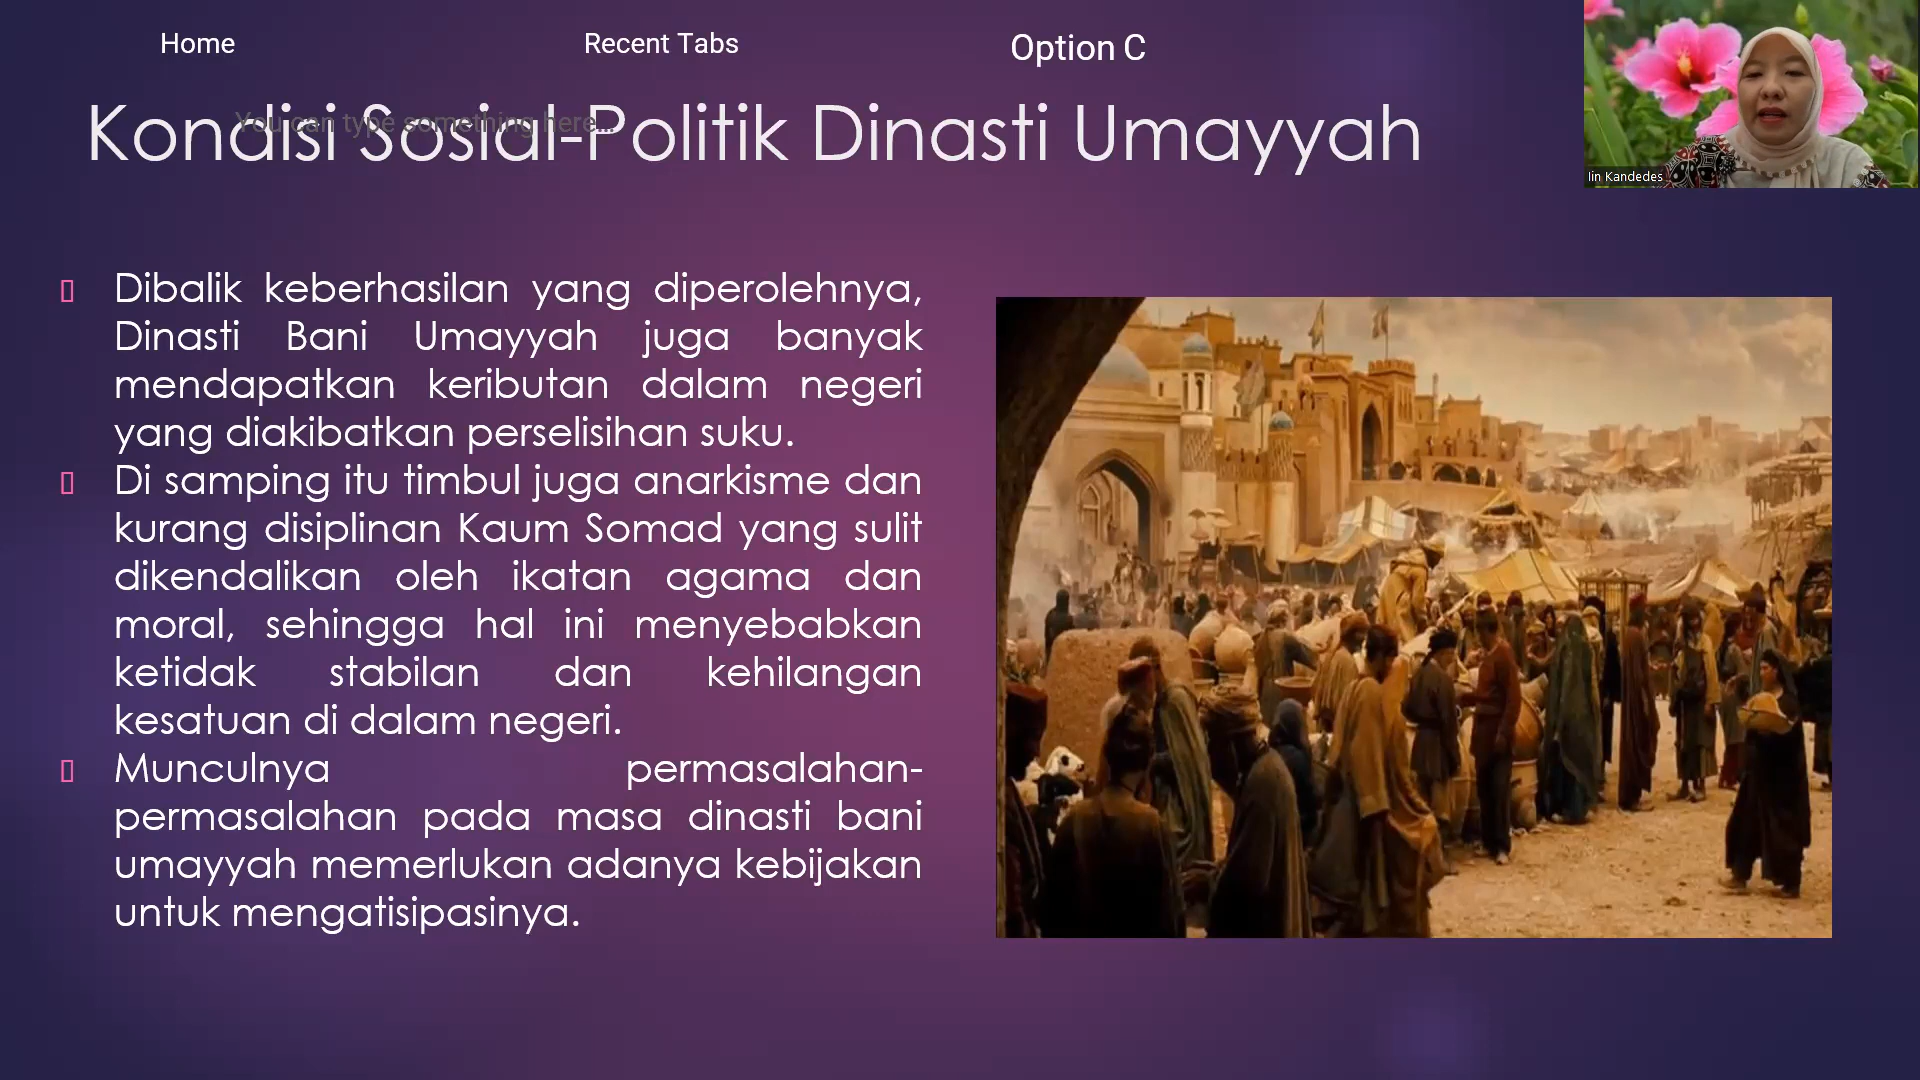 Home
Recent Tabs
Option C
You can type something here...
Kondisi Sosial-Politik Dinasti Umayyah
Iin Kandedes
Dibalik keberhasilan yang diperolehnya,
Dinasti Bani Umayyah juga banyak
mendapatkan keributan dalam negeri
yang diakibatkan perselisihan suku.
Di samping itu timbul juga anarkisme dan
kurang disiplinan Kaum Somad yang sulit
dikendalikan oleh ikatan agama dan
moral, sehingga hal ini menyebabkan
ketidak stabilan dan kehilangan
kesatuan di dalam negeri.
Munculnya permasalahan-
permasalahan pada masa dinasti bani
umayyah memerlukan adanya kebijakan
untuk mengatisipasinya.